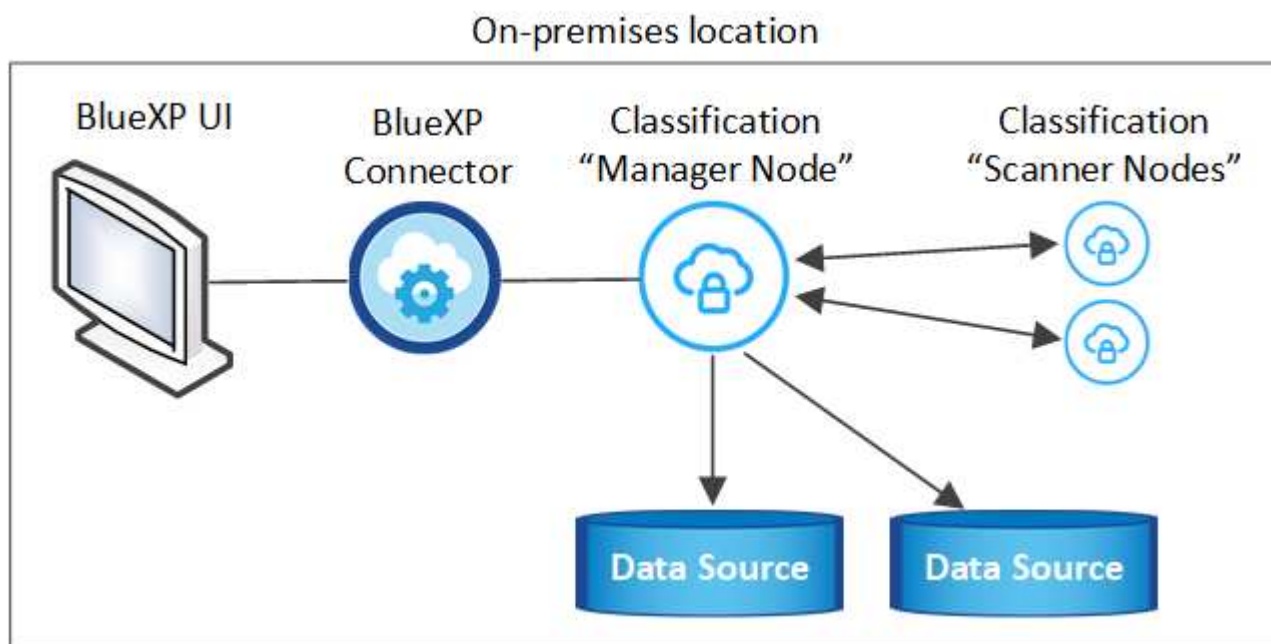 On-premises location
BlueXP UI
BlueXP
Connector
Classification
“Manager Node”
Classification
“Scanner Nodes”
Data Source
Data Source